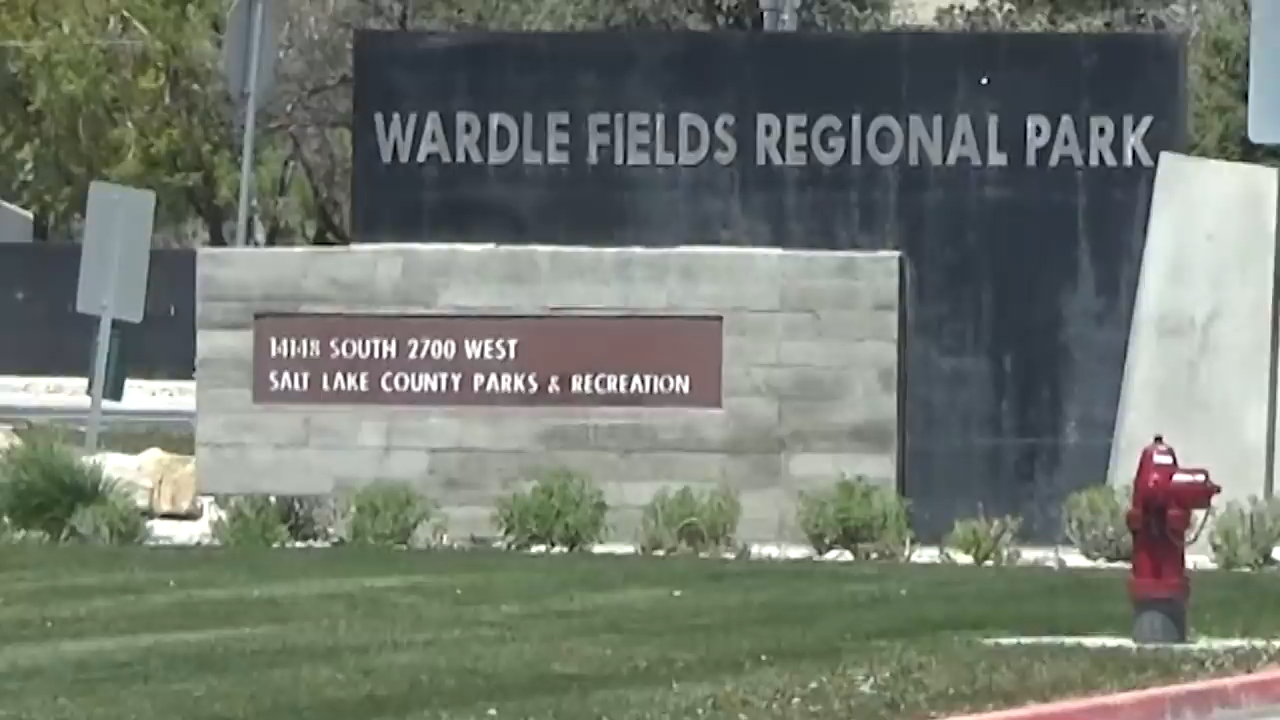 WARDLE FIELDS REGIONAL PARK
14148 SOUTH 2700 WEST
SALT LAKE COUNTY PARKS & RECREATION